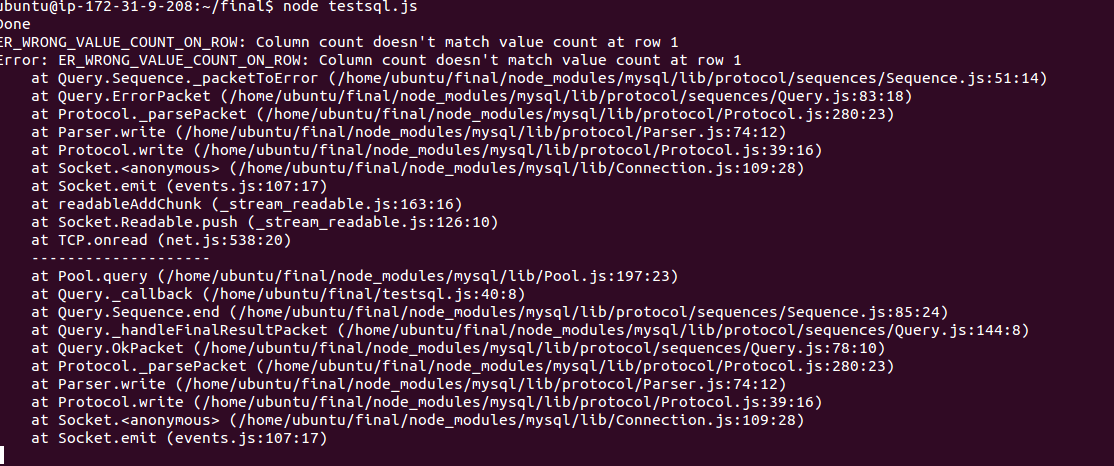 ubuntu@ip-172-31-9-208:~/final$ node testsql.js
Done
ER_WRONG_VALUE_COUNT_ON_ROW: Column count doesn't match value count at row 1
Error: ER_WRONG_VALUE_COUNT_ON_ROW: Column count doesn't match value count at row 1
    at Query.Sequence._packetToError (/home/ubuntu/final/node_modules/mysql/lib/protocol/sequences/Sequence.js:51:14)
    at Query.ErrorPacket (/home/ubuntu/final/node_modules/mysql/lib/protocol/sequences/Query.js:83:18)
    at Protocol._parsePacket (/home/ubuntu/final/node_modules/mysql/lib/protocol/Protocol.js:280:23)
    at Parser.write (/home/ubuntu/final/node_modules/mysql/lib/protocol/Parser.js:74:12)
    at Protocol.write (/home/ubuntu/final/node_modules/mysql/lib/protocol/Protocol.js:39:16)
    at Socket.<anonymous> (/home/ubuntu/final/node_modules/mysql/lib/Connection.js:109:28)
    at Socket.emit (events.js:107:17)
    at readableAddChunk (_stream_readable.js:163:16)
    at Socket.Readable.push (_stream_readable.js:126:10)
    at TCP.onread (net.js:538:20)
    --------------------
    at Pool.query (/home/ubuntu/final/node_modules/mysql/lib/Pool.js:197:23)
    at Query._callback (/home/ubuntu/final/testsql.js:40:8)
    at Query.Sequence.end (/home/ubuntu/final/node_modules/mysql/lib/protocol/sequences/Sequence.js:85:24)
    at Query._handleFinalResultPacket (/home/ubuntu/final/node_modules/mysql/lib/protocol/sequences/Query.js:144:8)
    at Query.OkPacket (/home/ubuntu/final/node_modules/mysql/lib/protocol/sequences/Query.js:78:10)
    at Protocol._parsePacket (/home/ubuntu/final/node_modules/mysql/lib/protocol/Protocol.js:280:23)
    at Parser.write (/home/ubuntu/final/node_modules/mysql/lib/protocol/Parser.js:74:12)
    at Protocol.write (/home/ubuntu/final/node_modules/mysql/lib/protocol/Protocol.js:39:16)
    at Socket.<anonymous> (/home/ubuntu/final/node_modules/mysql/lib/Connection.js:109:28)
    at Socket.emit (events.js:107:17)